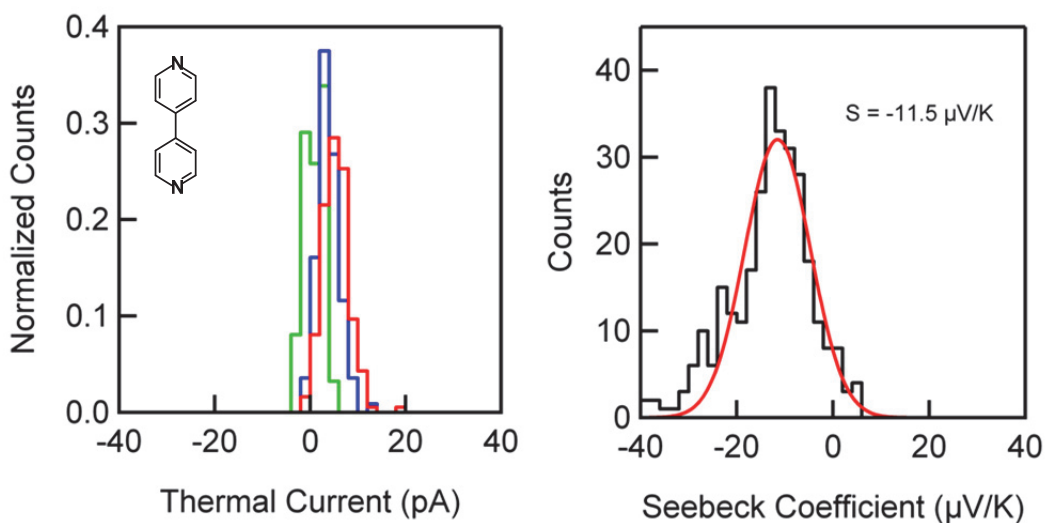 0.4
0.3
0.2
0.1
0.0
Normalized Counts
N
N
-40
-20
0
20
40
Thermal Current (pA)
40
30
20
10
0
Counts
S = -11.5 µV/K
-40
-20
0
20
40
Seebeck Coefficient (µV/K)